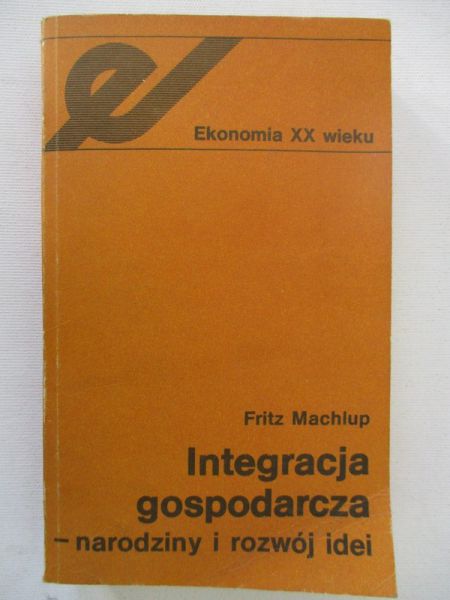 e
Ekonomia XX wieku
Fritz Machlup
Integracja
gospodarcza
– narodziny i rozwój idei